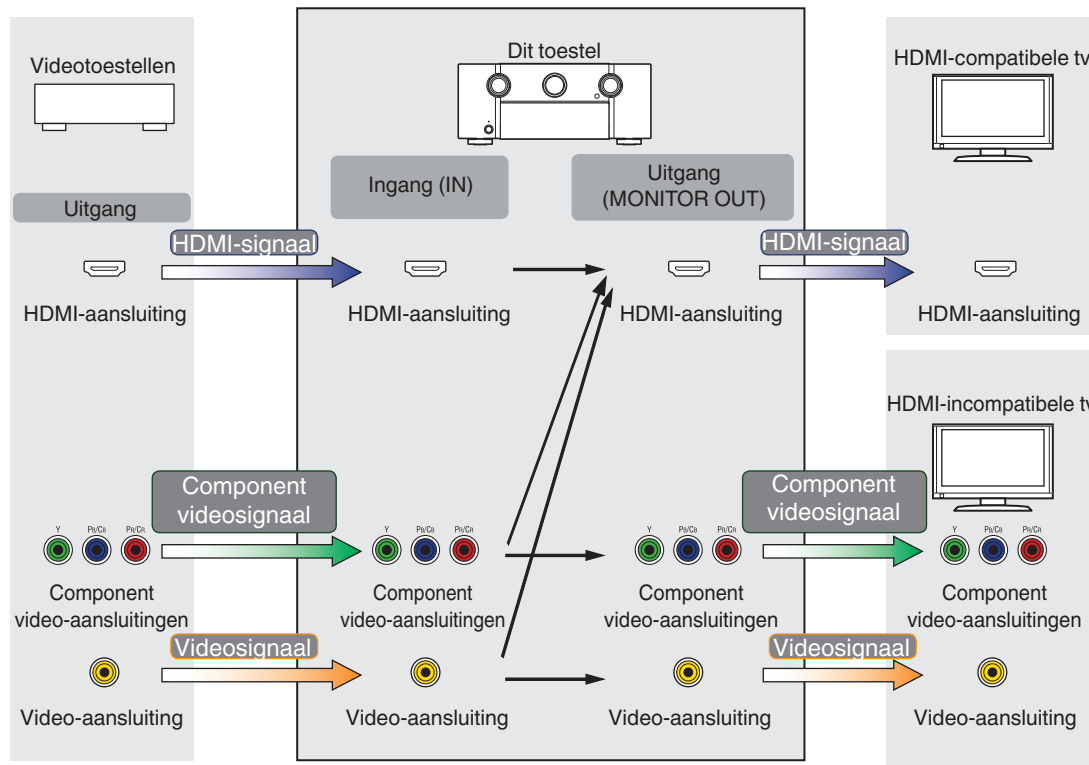 Videotoestellen
Dit toestel
HDMI-compatibele tv
Uitgang
Ingang (IN)
Uitgang
(MONITOR OUT)
HDMI-signaal
HDMI-signaal
HDMI-aansluiting
HDMI-aansluiting
HDMI-aansluiting
HDMI-aansluiting
HDMI-incompatibele tv
Component
videosignaal
Component
videosignaal
Y PB/CB PR/CR
Y PB/CB PR/CR
Y PB/CB PR/CR
Y PB/CB PR/CR
Component
video-aansluitingen
Component
video-aansluitingen
Component
video-aansluitingen
Component
video-aansluitingen
Videosignaal
Videosignaal
Video-aansluiting
Video-aansluiting
Video-aansluiting
Video-aansluiting